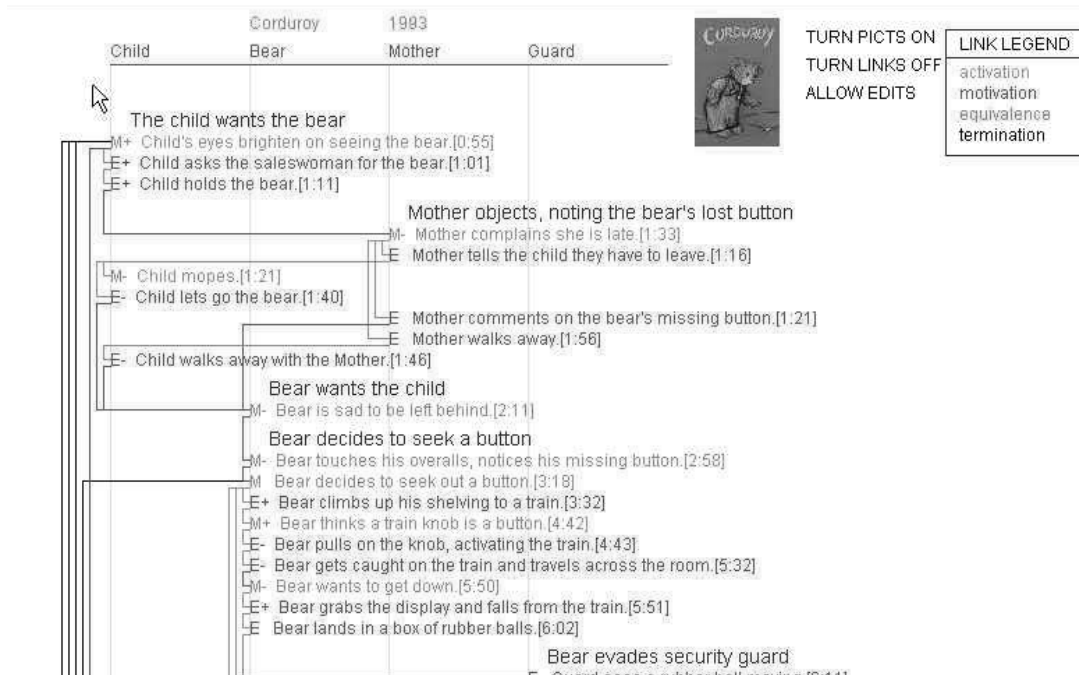 Corduroy 1993
Child Bear Mother Guard
CORDUROY
TURN PICTS ON
TURN LINKS OFF
ALLOW EDITS
LINK LEGEND
activation
motivation
equivalence
termination
The child wants the bear
M+ Child's eyes brighten on seeing the bear.[0:55]
E+ Child asks the saleswoman for the bear.[1:01]
E+ Child holds the bear.[1:11]
Mother objects, noting the bear's lost button
M- Mother complains she is late.[1:33]
E Mother tells the child they have to leave.[1:16]
M- Child mopes.[1:21]
E- Child lets go the bear.[1:40]
E Mother comments on the bear's missing button.[1:21]
E Mother walks away.[1:56]
E- Child walks away with the Mother.[1:46]
Bear wants the child
M- Bear is sad to be left behind.[2:11]
Bear decides to seek a button
M- Bear touches his overalls, notices his missing button.[2:58]
M Bear decides to seek out a button.[3:18]
E+ Bear climbs up his shelving to a train.[3:32]
M+ Bear thinks a train knob is a button.[4:42]
E- Bear pulls on the knob, activating the train.[4:43]
E- Bear gets caught on the train and travels across the room.[5:32]
M- Bear wants to get down.[5:50]
E+ Bear grabs the display and falls from the train.[5:51]
E Bear lands in a box of rubber balls.[6:02]
Bear evades security guard